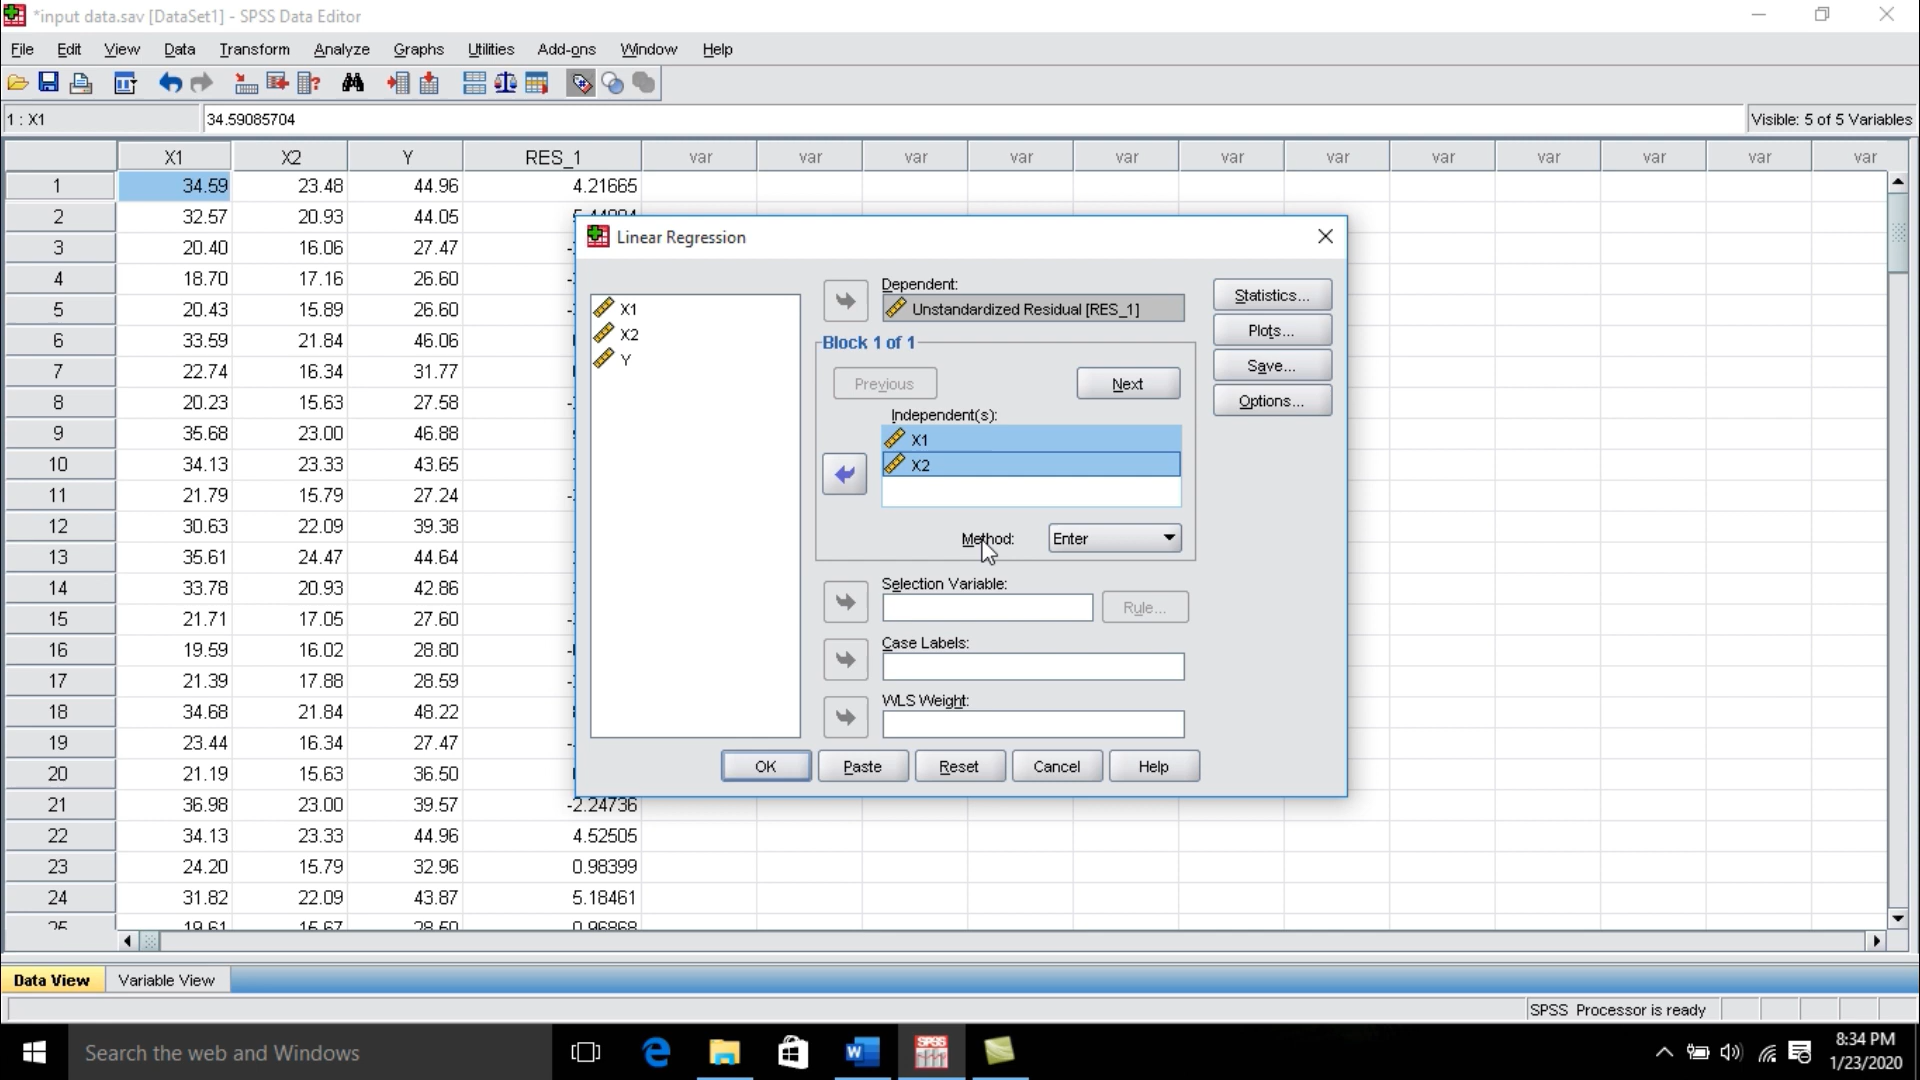 *input data.sav [DataSet1] - SPSS Data Editor
File Edit View Data Transform Analyze Graphs Utilities Add-ons Window Help
1 : X1 34.59085704 Visible: 5 of 5 Variables
X1 X2 Y RES_1 var var var var var var var var var var var var
1 34.59 23.48 44.96 4.21665
2 32.57 20.93 44.05
3 20.40 16.06 27.47
4 18.70 17.16 26.60
5 20.43 15.89 26.60
6 33.59 21.84 46.06
7 22.74 16.34 31.77
8 20.23 15.63 27.58
9 35.68 23.00 46.88
10 34.13 23.33 43.65
11 21.79 15.79 27.24
12 30.63 22.09 39.38
13 35.61 24.47 44.64
14 33.78 20.93 42.86
15 21.71 17.05 27.60
16 19.59 16.02 28.80
17 21.39 17.88 28.59
18 34.68 21.84 48.22
19 23.44 16.34 27.47
20 21.19 15.63 36.50
21 36.98 23.00 39.57 -2.24736
22 34.13 23.33 44.96 4.52505
23 24.20 15.79 32.96 0.98399
24 31.82 22.09 43.87 5.18461
25 19.61 15.67 28.50 0.96868
Linear Regression
X1
X2
Y
Dependent:
Unstandardized Residual [RES_1]
Block 1 of 1
Previous Next
Independent(s):
X1
X2
Method: Enter
Selection Variable:
Rule...
Case Labels:
WLS Weight:
Statistics...
Plots...
Save...
Options...
OK Paste Reset Cancel Help
Data View Variable View
SPSS Processor is ready
Search the web and Windows
8:34 PM
1/23/2020